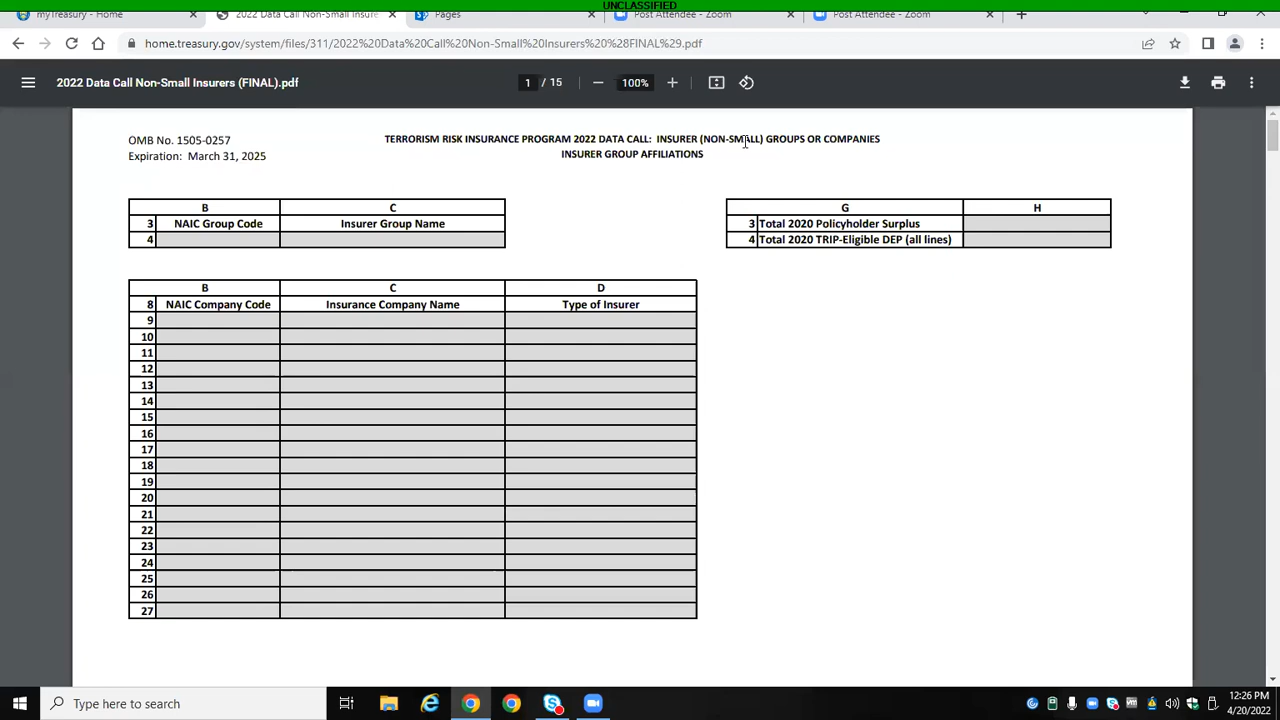 UNCLASSIFIED
myTreasury - Home
2022 Data Call Non-Small Insure
Pages
Post Attendee - Zoom
Post Attendee - Zoom
home.treasury.gov/system/files/311/2022%20Data%20Call%20Non-Small%20Insurers%20%28FINAL%29.pdf
2022 Data Call Non-Small Insurers (FINAL).pdf
1 / 15
100%
OMB No. 1505-0257
Expiration: March 31, 2025
TERRORISM RISK INSURANCE PROGRAM 2022 DATA CALL: INSURER (NON-SMALL) GROUPS OR COMPANIES
INSURER GROUP AFFILIATIONS
B C
3 NAIC Group Code Insurer Group Name
4
G H
3 Total 2020 Policyholder Surplus
4 Total 2020 TRIP-Eligible DEP (all lines)
B C D
8 NAIC Company Code Insurance Company Name Type of Insurer
9
10
11
12
13
14
15
16
17
18
19
20
21
22
23
24
25
26
27
Type here to search
12:26 PM
4/20/2022